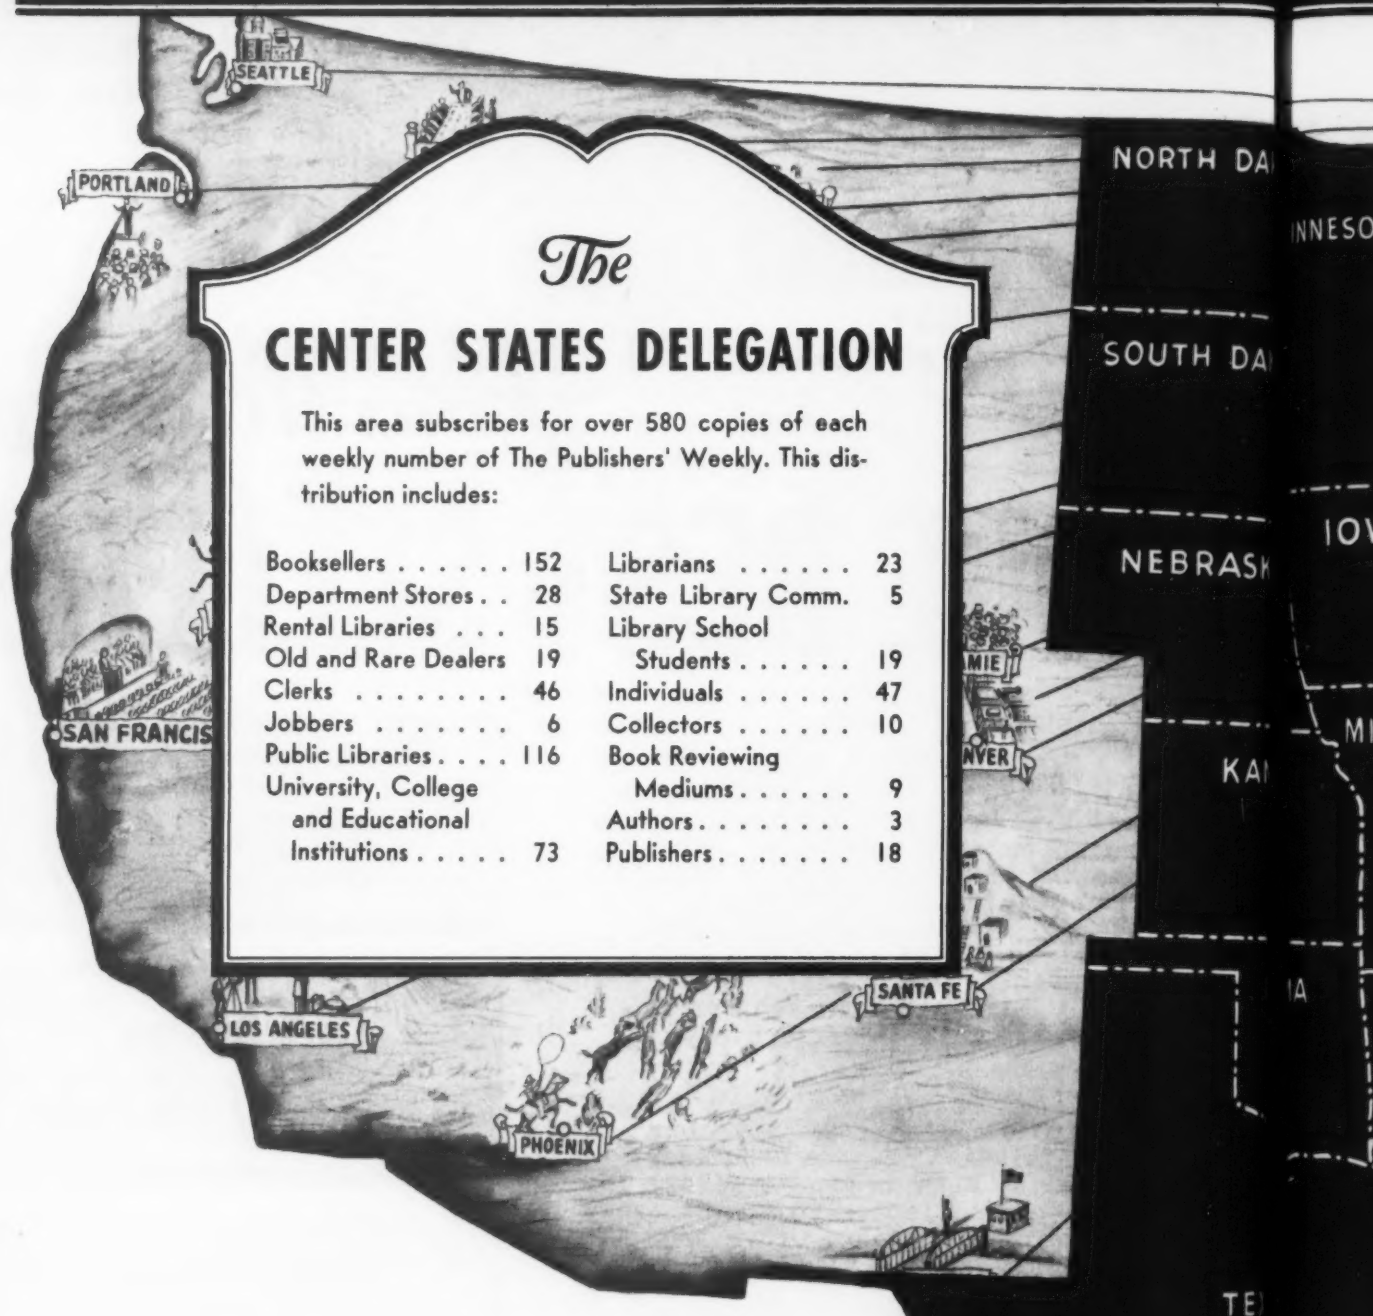 SEATTLE
PORTLAND
NORTH DA
INNESO
The
CENTER STATES DELEGATION
This area subscribes for over 580 copies of each
weekly number of The Publishers' Weekly. This dis-
tribution includes:
Booksellers . . . . . . 152
Department Stores . . 28
Rental Libraries . . . 15
Old and Rare Dealers 19
Clerks . . . . . . . . 46
Jobbers . . . . . . . 6
Public Libraries . . . . 116
University, College
and Educational
Institutions . . . . . 73
Librarians . . . . . . 23
State Library Comm. 5
Library School
Students . . . . . . 19
Individuals . . . . . . 47
Collectors . . . . . . 10
Book Reviewing
Mediums . . . . . . 9
Authors . . . . . . . . 3
Publishers . . . . . . . 18
SOUTH DA
NEBRASK
IOW
MIE
SAN FRANCIS
NVER
KAN
MI
SANTA FE
IA
LOS ANGELES
PHOENIX
TE